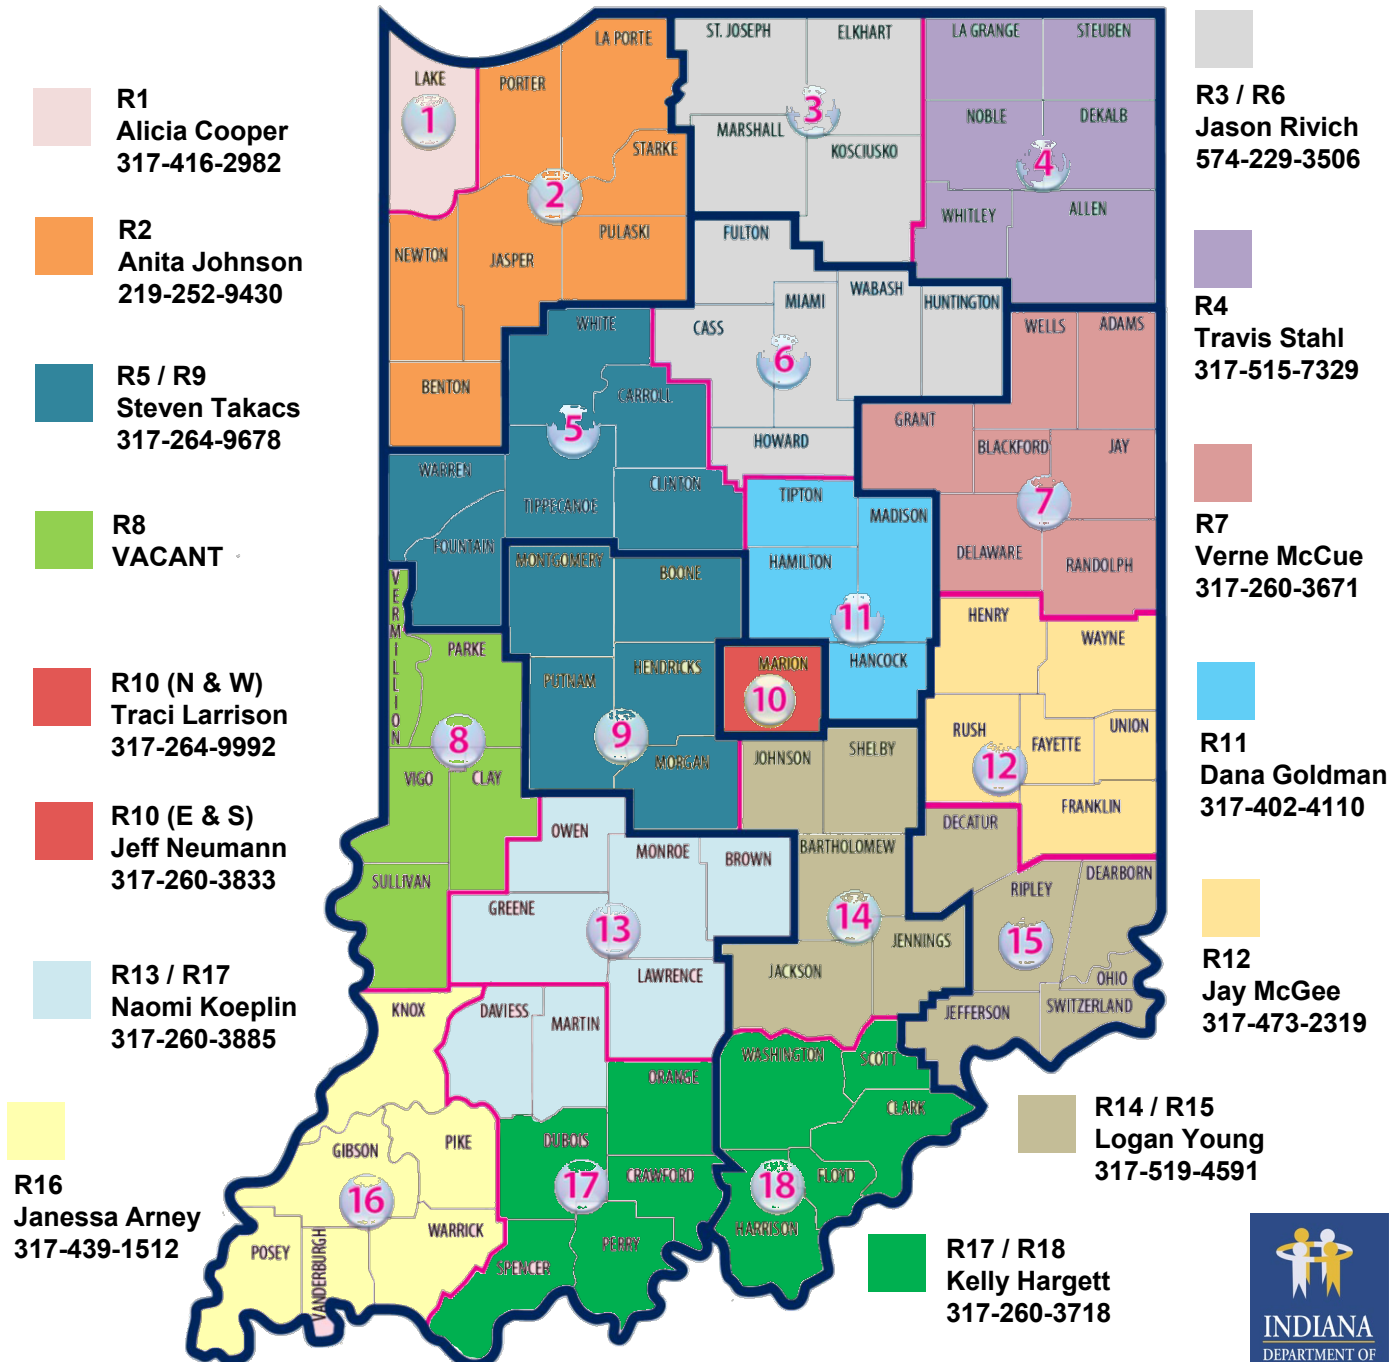 R1
Alicia Cooper
317-416-2982
R2
Anita Johnson
219-252-9430
R5 / R9
Steven Takacs
317-264-9678
R8
VACANT
R10 (N & W)
Traci Larrison
317-264-9992
R10 (E & S)
Jeff Neumann
317-260-3833
R13 / R17
Naomi Koeplin
317-260-3885
R16
Janessa Arney
317-439-1512
LAKE
1
PORTER
LA PORTE
STARKE
2
NEWTON
JASPER
PULASKI
BENTON
ST. JOSEPH
ELKHART
3
MARSHALL
KOSCIUSKO
LA GRANGE
STEUBEN
NOBLE
DEKALB
4
WHITLEY
ALLEN
FULTON
MIAMI
WABASH
HUNTINGTON
CASS
6
HOWARD
WHITE
CARROLL
5
WARREN
TIPPECANOE
CLINTON
FOUNTAIN
WELLS
ADAMS
GRANT
BLACKFORD
JAY
7
DELAWARE
RANDOLPH
TIPTON
MADISON
HAMILTON
11
HANCOCK
MONTGOMERY
BOONE
PUTNAM
HENDRICKS
9
MORGAN
MARION
10
VERMILLION
PARKE
8
VIGO
CLAY
SULLIVAN
HENRY
WAYNE
RUSH
FAYETTE
UNION
12
FRANKLIN
JOHNSON
SHELBY
DECATUR
BARTHOLOMEW
14
JENNINGS
JACKSON
RIPLEY
DEARBORN
15
OHIO
JEFFERSON
SWITZERLAND
OWEN
MONROE
BROWN
GREENE
13
LAWRENCE
DAVIESS
MARTIN
KNOX
GIBSON
PIKE
16
POSEY
VANDERBURGH
WARRICK
ORANGE
DUBOIS
CRAWFORD
17
PERRY
SPENCER
WASHINGTON
SCOTT
CLARK
FLOYD
18
HARRISON
R3 / R6
Jason Rivich
574-229-3506
R4
Travis Stahl
317-515-7329
R7
Verne McCue
317-260-3671
R11
Dana Goldman
317-402-4110
R12
Jay McGee
317-473-2319
R14 / R15
Logan Young
317-519-4591
R17 / R18
Kelly Hargett
317-260-3718
INDIANA
DEPARTMENT OF